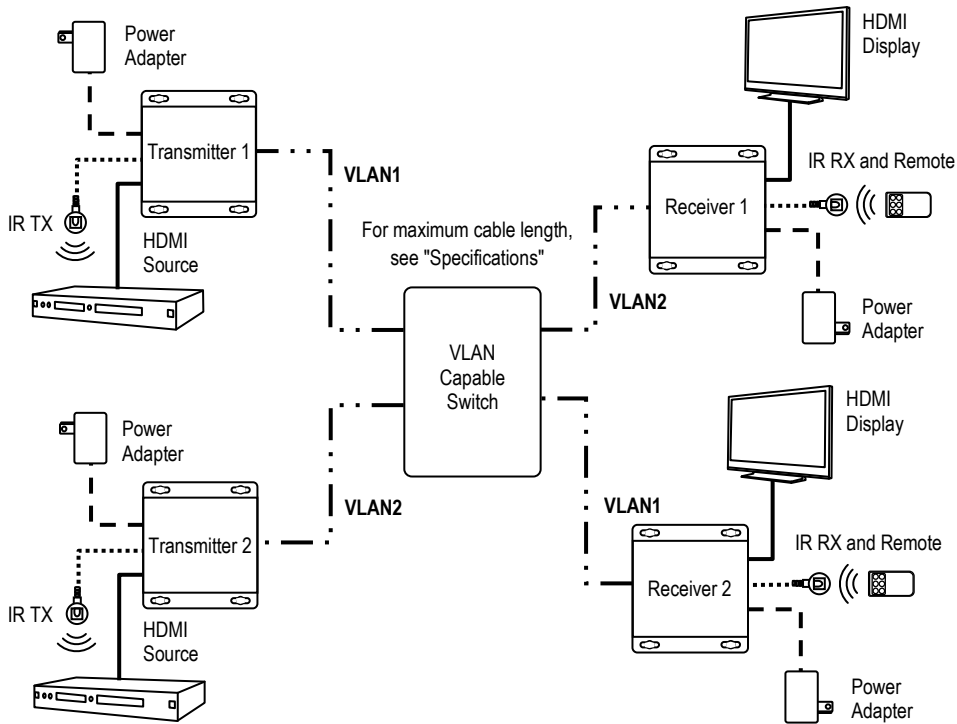 Power
Adapter
Transmitter 1
IR TX
HDMI
Source
VLAN1
For maximum cable length,
see "Specifications"
VLAN
Capable
Switch
HDMI
Display
Receiver 1
IR RX and Remote
VLAN2
Power
Adapter
Power
Adapter
Transmitter 2
IR TX
HDMI
Source
VLAN2
HDMI
Display
VLAN1
Receiver 2
IR RX and Remote
Power
Adapter